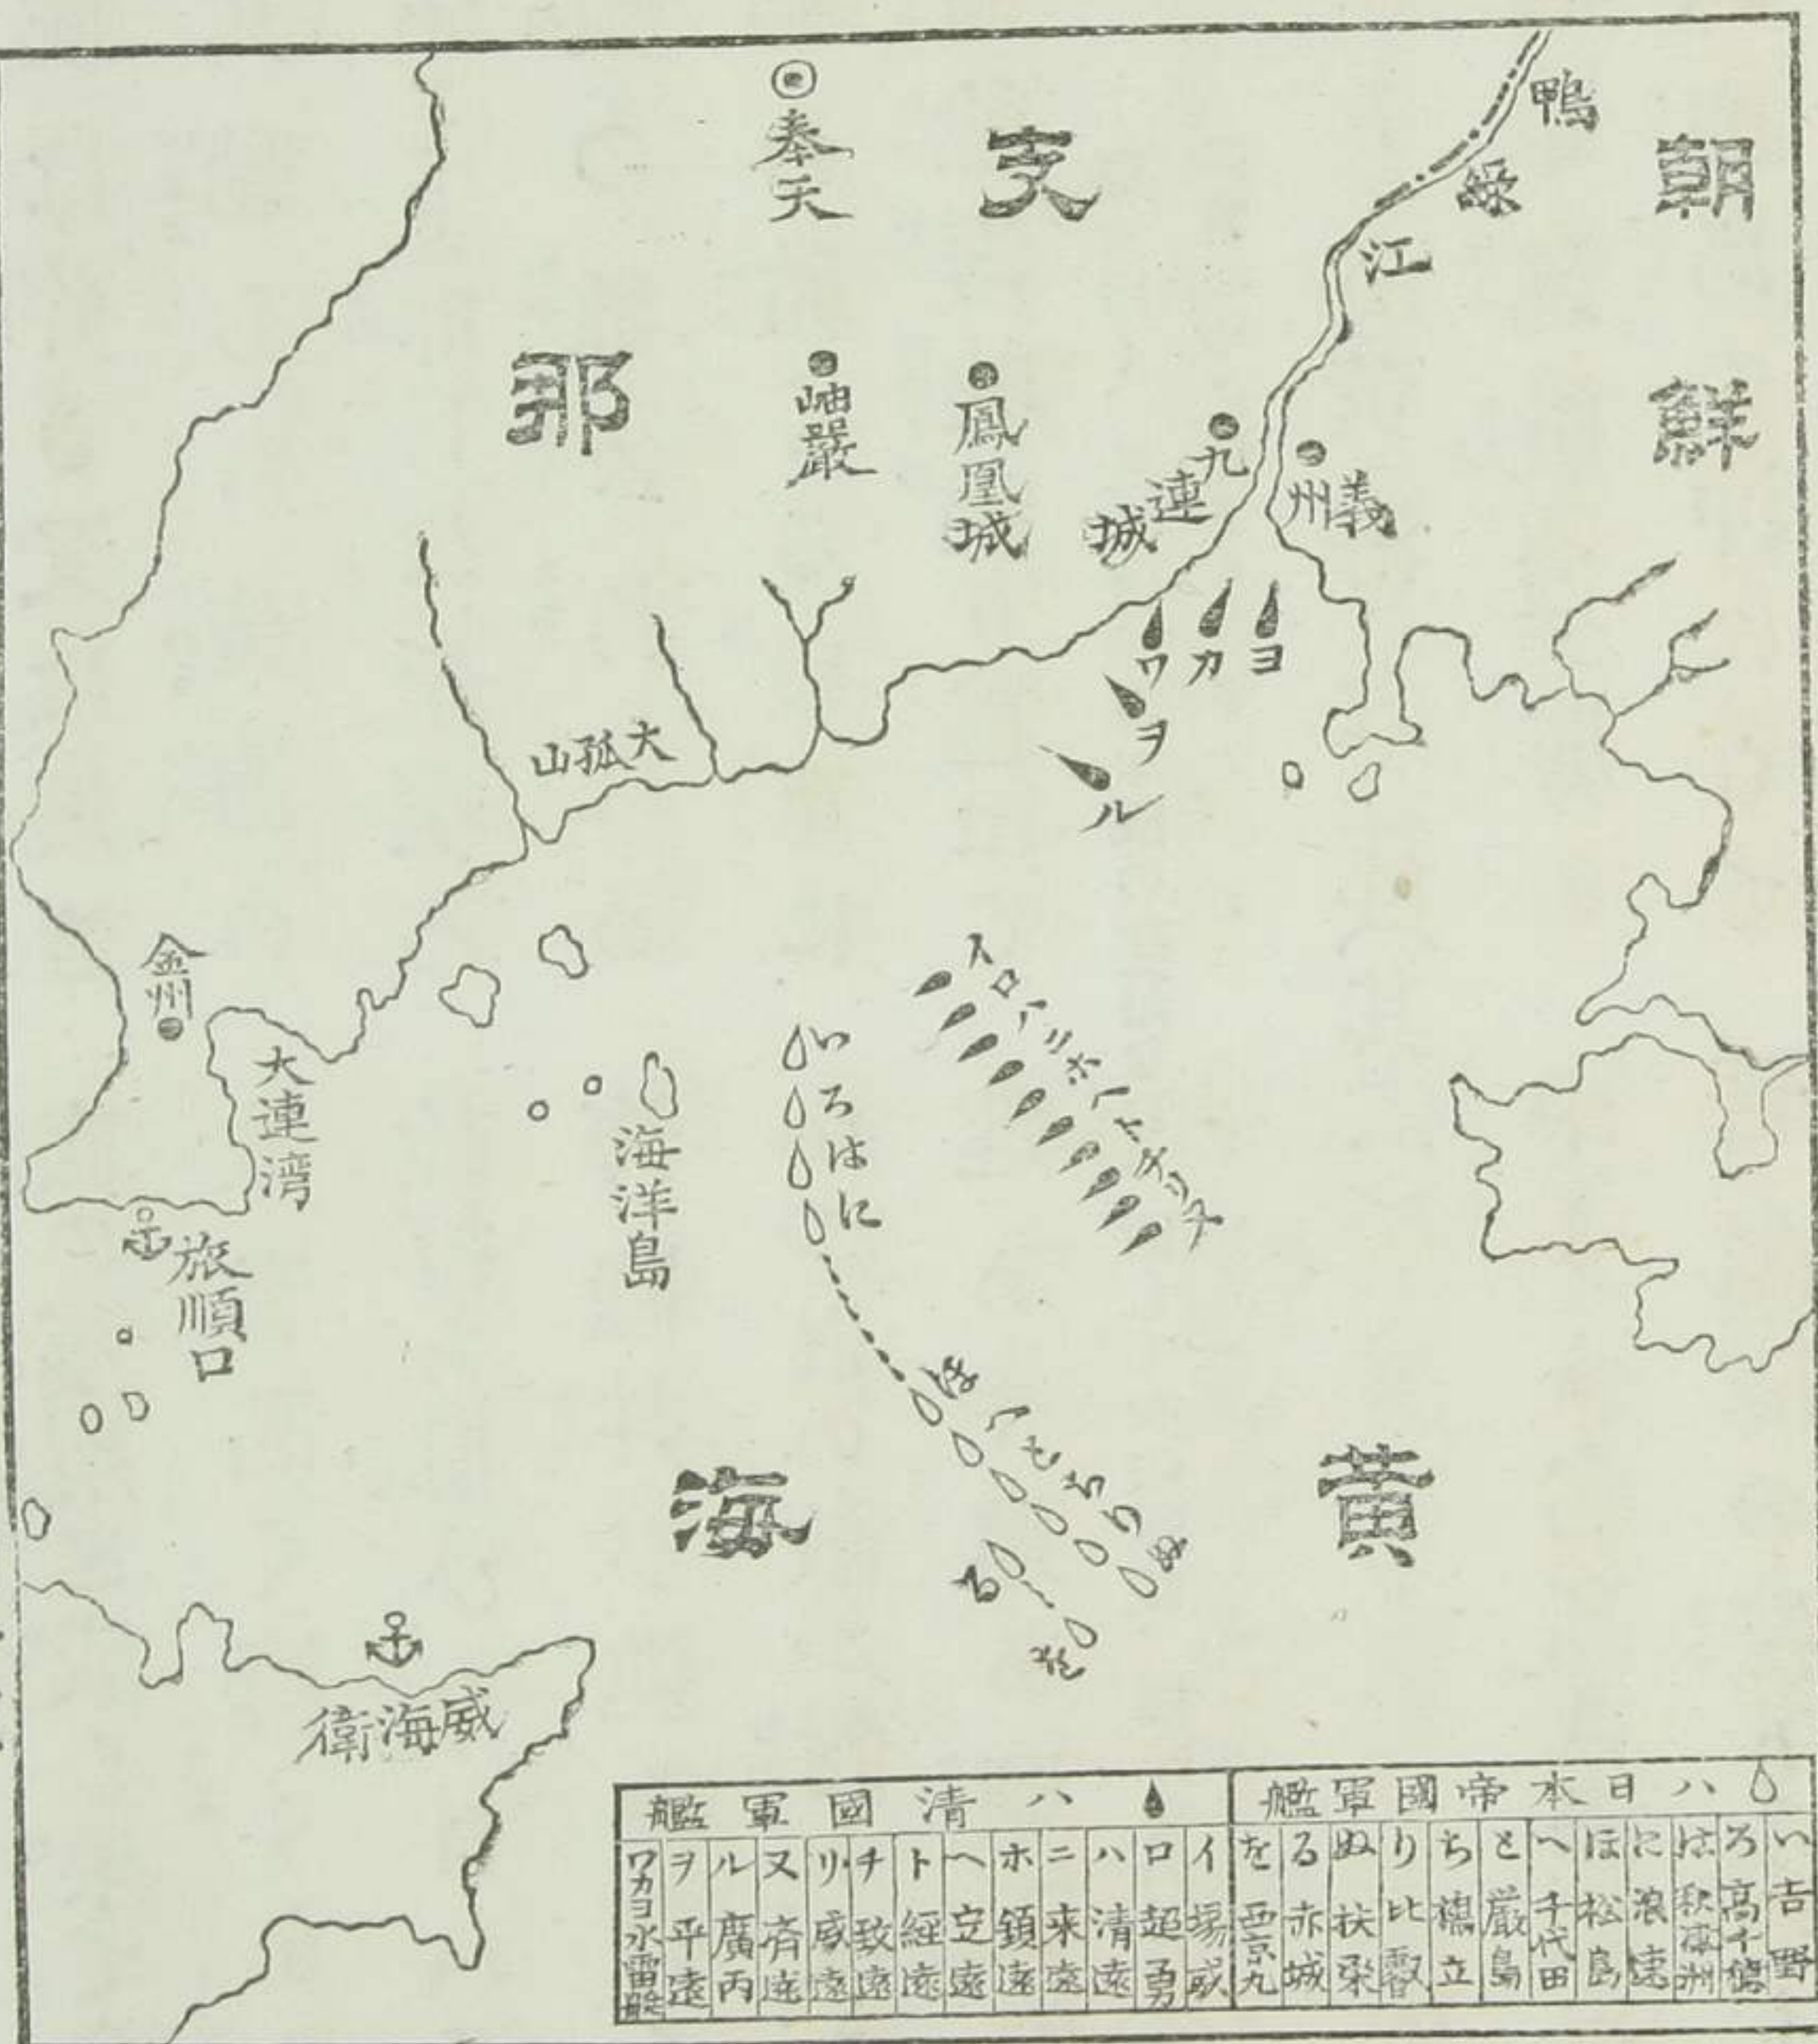 朝鮮
鴨綠江
支那
奉天
義州
九連城
鳳凰城
岫巖
大孤山
ヨ
カ
ワ
ヲ
ル
金州
大連湾
旅順口
海洋島
イ
ロ
ハ
ニ
ホ
ヘ
ト
チ
リ
ヌ
い
ろ
は
に
ほ
へ
と
ち
り
ぬ
る
を
黄海
威海衛
ハ日本帝國軍艦
い 吉野
ろ 高千穂
は 秋津洲
に 浪速
ほ 松島
へ 千代田
と 厳島
ち 橋立
り 比叡
ぬ 扶桒
る 赤城
を 西京丸
ハ清國軍艦
イ 揚威
ロ 超勇
ハ 清遠
ニ 來遠
ホ 鎮遠
ヘ 定遠
ト 經遠
チ 致遠
リ 威遠
ヌ 斉遠
ル 廣丙
ヲ 平遠
ワカヨ 水雷艇